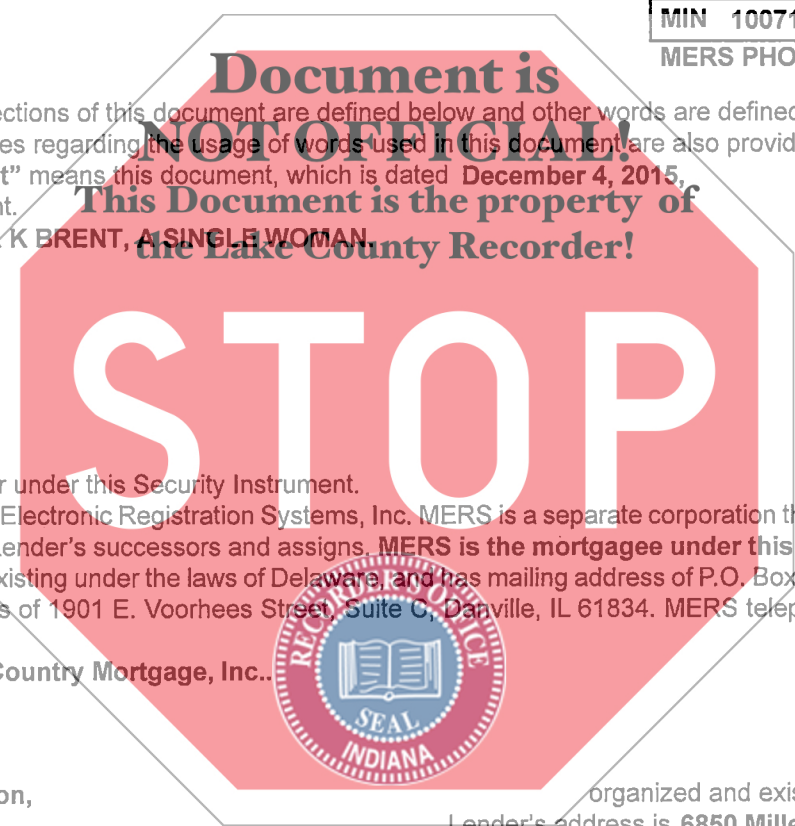 MIN 10071
MERS PHO
Document is
ctions of this document are defined below and other words are defined
NOT OFFICIAL!
es regarding the usage of words used in this document are also provid
t” means this document, which is dated December 4, 2015,
nt.
This Document is the property of
K BRENT, A SINGLE WOMAN.
the Lake County Recorder!
STOP
r under this Security Instrument.
Electronic Registration Systems, Inc. MERS is a separate corporation th
ender's successors and assigns. MERS is the mortgagee under this
xisting under the laws of Delaware, and has mailing address of P.O. Box
s of 1901 E. Voorhees Street, Suite C, Danville, IL 61834. MERS telep
RECORDER'S OFFICE
Country Mortgage, Inc..
SEAL
INDIANA
on,
organized and exis
Lender's address is 6850 Mille